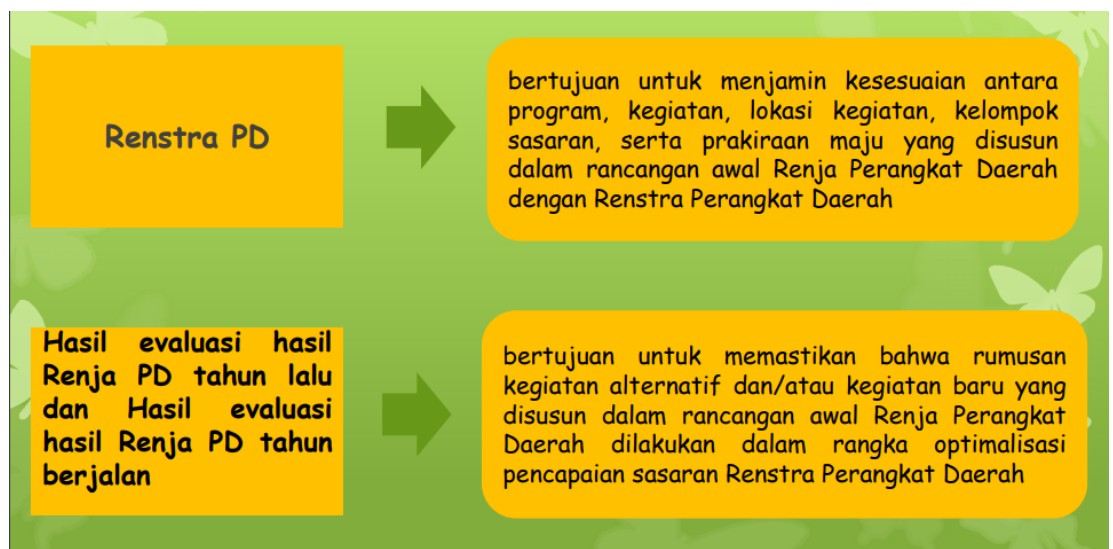 Renstra PD
bertujuan untuk menjamin kesesuaian antara
program, kegiatan, lokasi kegiatan, kelompok
sasaran, serta prakiraan maju yang disusun
dalam rancangan awal Renja Perangkat Daerah
dengan Renstra Perangkat Daerah
Hasil evaluasi hasil
Renja PD tahun lalu
dan Hasil evaluasi
hasil Renja PD tahun
berjalan
bertujuan untuk memastikan bahwa rumusan
kegiatan alternatif dan/atau kegiatan baru yang
disusun dalam rancangan awal Renja Perangkat
Daerah dilakukan dalam rangka optimalisasi
pencapaian sasaran Renstra Perangkat Daerah